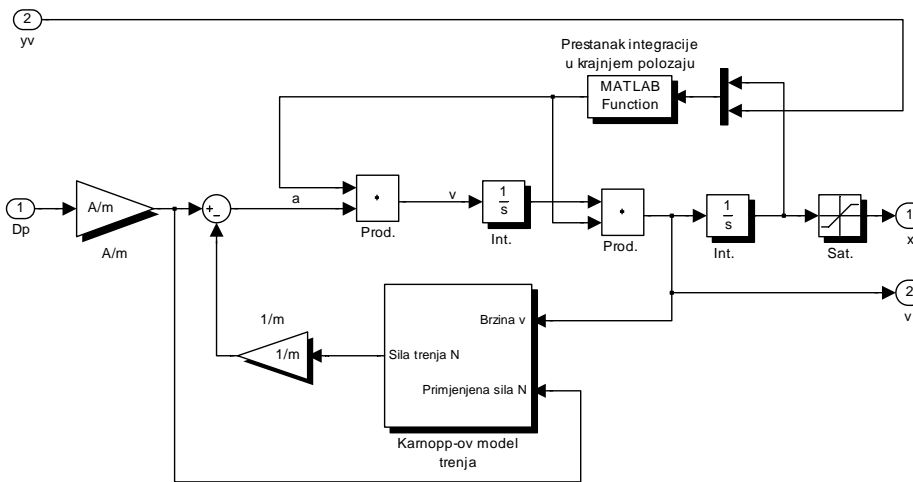 2
yv
Prestanak integracije
u krajnjem polozaju
MATLAB
Function
1
Dp
A/m
A/m
+
−
a
Prod.
v
1
s
Int.
Prod.
1
s
Int.
Sat.
1
x
2
v
1/m
1/m
Brzina v
Sila trenja N
Primjenjena sila N
Karnopp-ov model
trenja